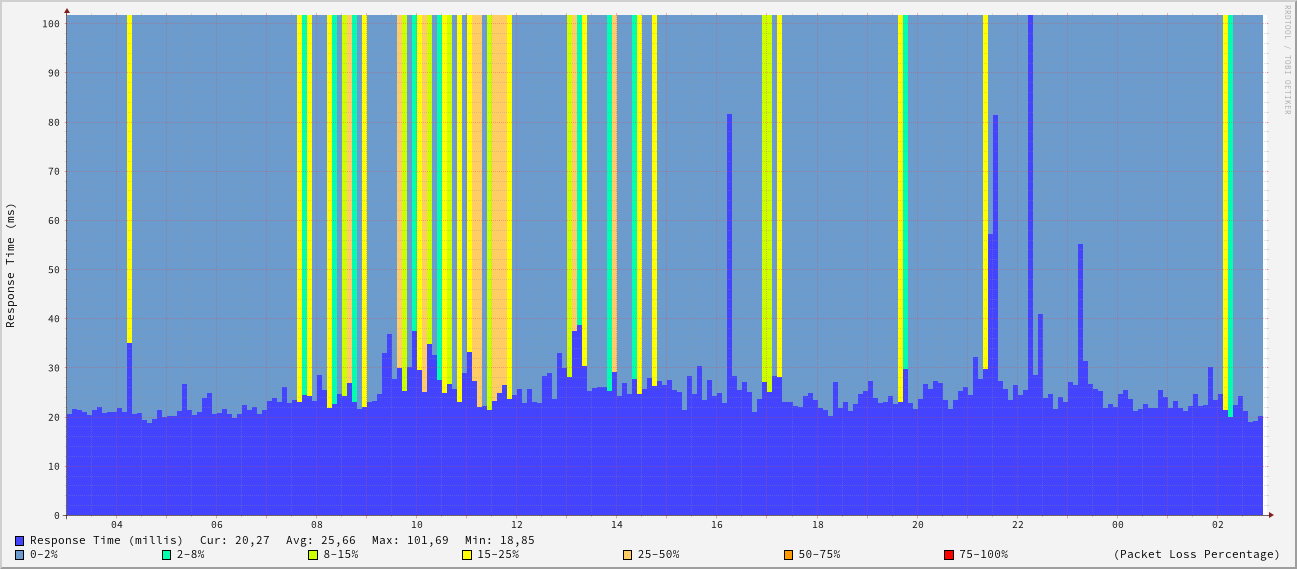 RRDTOOL / TOBI OETIKER
Response Time (ms)
100
90
80
70
60
50
40
30
20
10
0
04 06 08 10 12 14 16 18 20 22 00 02
Response Time (millis) Cur: 20,27 Avg: 25,66 Max: 101,69 Min: 18,85
0-2% 2-8% 8-15% 15-25% 25-50% 50-75% 75-100% (Packet Loss Percentage)